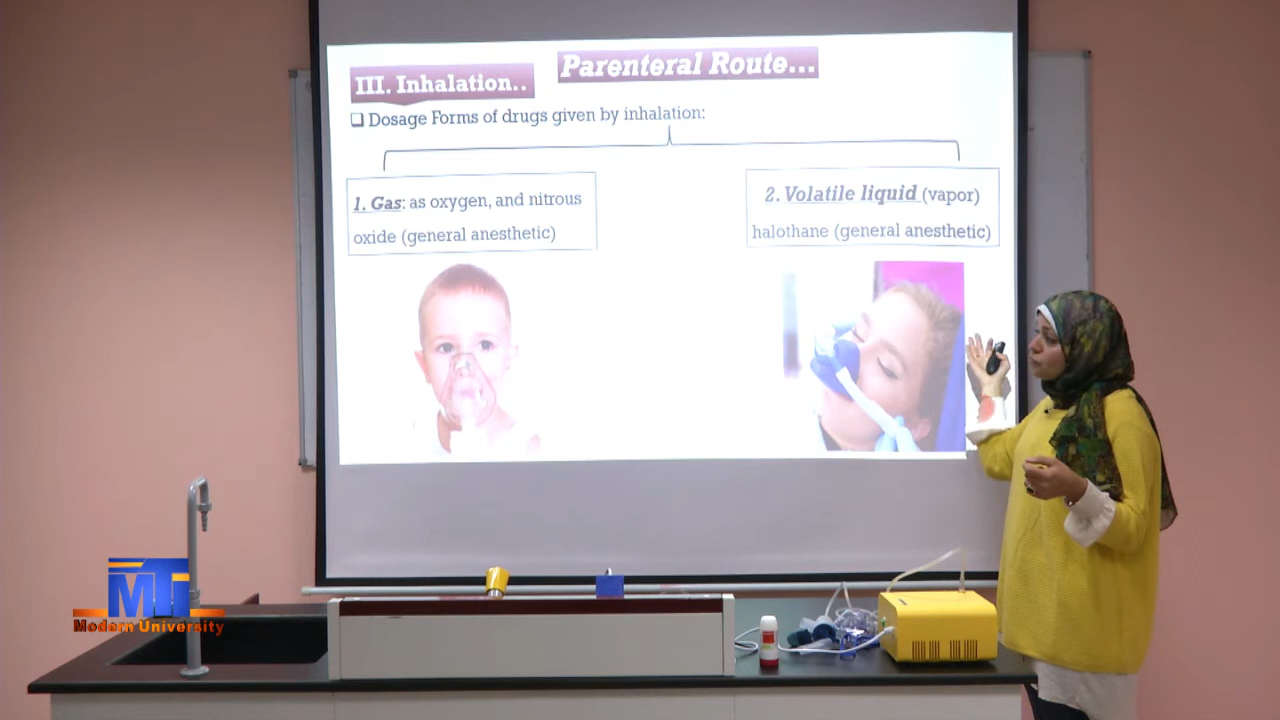 Parenteral Route...
III. Inhalation..
❑ Dosage Forms of drugs given by inhalation:
1. Gas: as oxygen, and nitrous
oxide (general anesthetic)
2. Volatile liquid (vapor)
halothane (general anesthetic)
MTi
Modern University